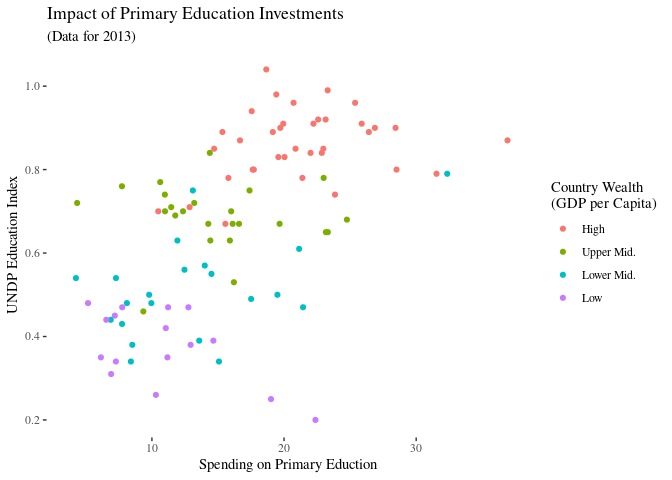 Impact of Primary Education Investments
(Data for 2013)
UNDP Education Index
1.0
0.8
0.6
0.4
0.2
10
20
30
Spending on Primary Eduction
Country Wealth
(GDP per Capita)
High
Upper Mid.
Lower Mid.
Low